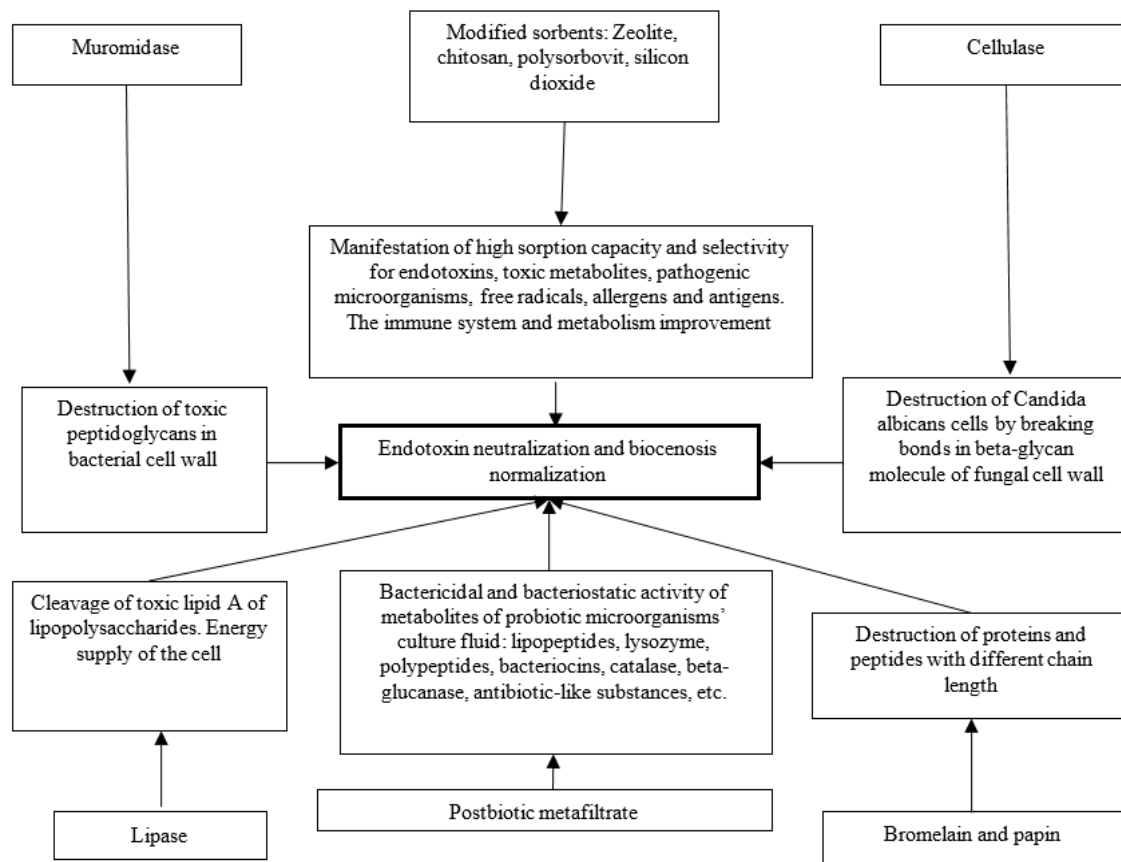 Muromidase
Modified sorbents: Zeolite,
chitosan, polysorbovit, silicon
dioxide
Cellulase
Manifestation of high sorption capacity and selectivity
for endotoxins, toxic metabolites, pathogenic
microorganisms, free radicals, allergens and antigens.
The immune system and metabolism improvement
Destruction of toxic
peptidoglycans in
bacterial cell wall
Endotoxin neutralization and biocenosis
normalization
Destruction of Candida
albicans cells by breaking
bonds in beta-glycan
molecule of fungal cell wall
Cleavage of toxic lipid A of
lipopolysaccharides. Energy
supply of the cell
Bactericidal and bacteriostatic activity of
metabolites of probiotic microorganisms’
culture fluid: lipopeptides, lysozyme,
polypeptides, bacteriocins, catalase, beta-
glucanase, antibiotic-like substances, etc.
Destruction of proteins and
peptides with different chain
length
Lipase
Postbiotic metafiltrate
Bromelain and papin